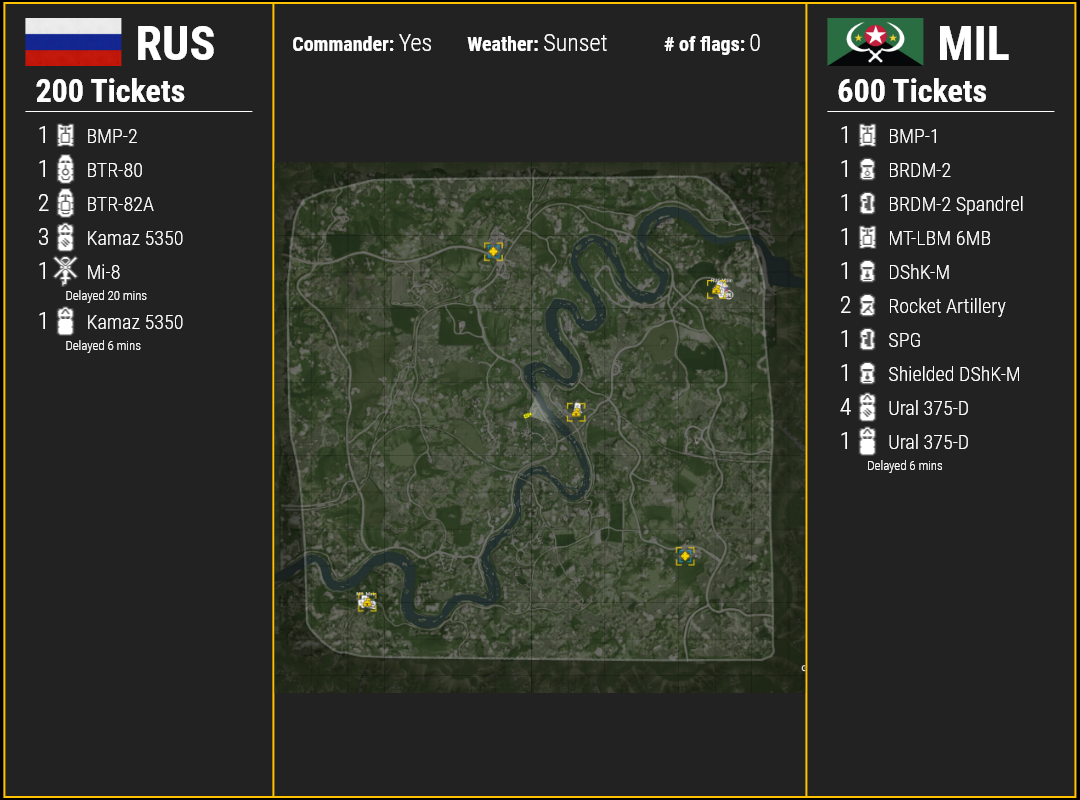 RUS
200 Tickets
1 BMP-2
1 BTR-80
2 BTR-82A
3 Kamaz 5350
1 Mi-8
Delayed 20 mins
1 Kamaz 5350
Delayed 6 mins
Commander: Yes Weather: Sunset # of flags: 0
MIL
600 Tickets
1 BMP-1
1 BRDM-2
1 BRDM-2 Spandrel
1 MT-LBM 6MB
1 DShK-M
2 Rocket Artillery
1 SPG
1 Shielded DShK-M
4 Ural 375-D
1 Ural 375-D
Delayed 6 mins